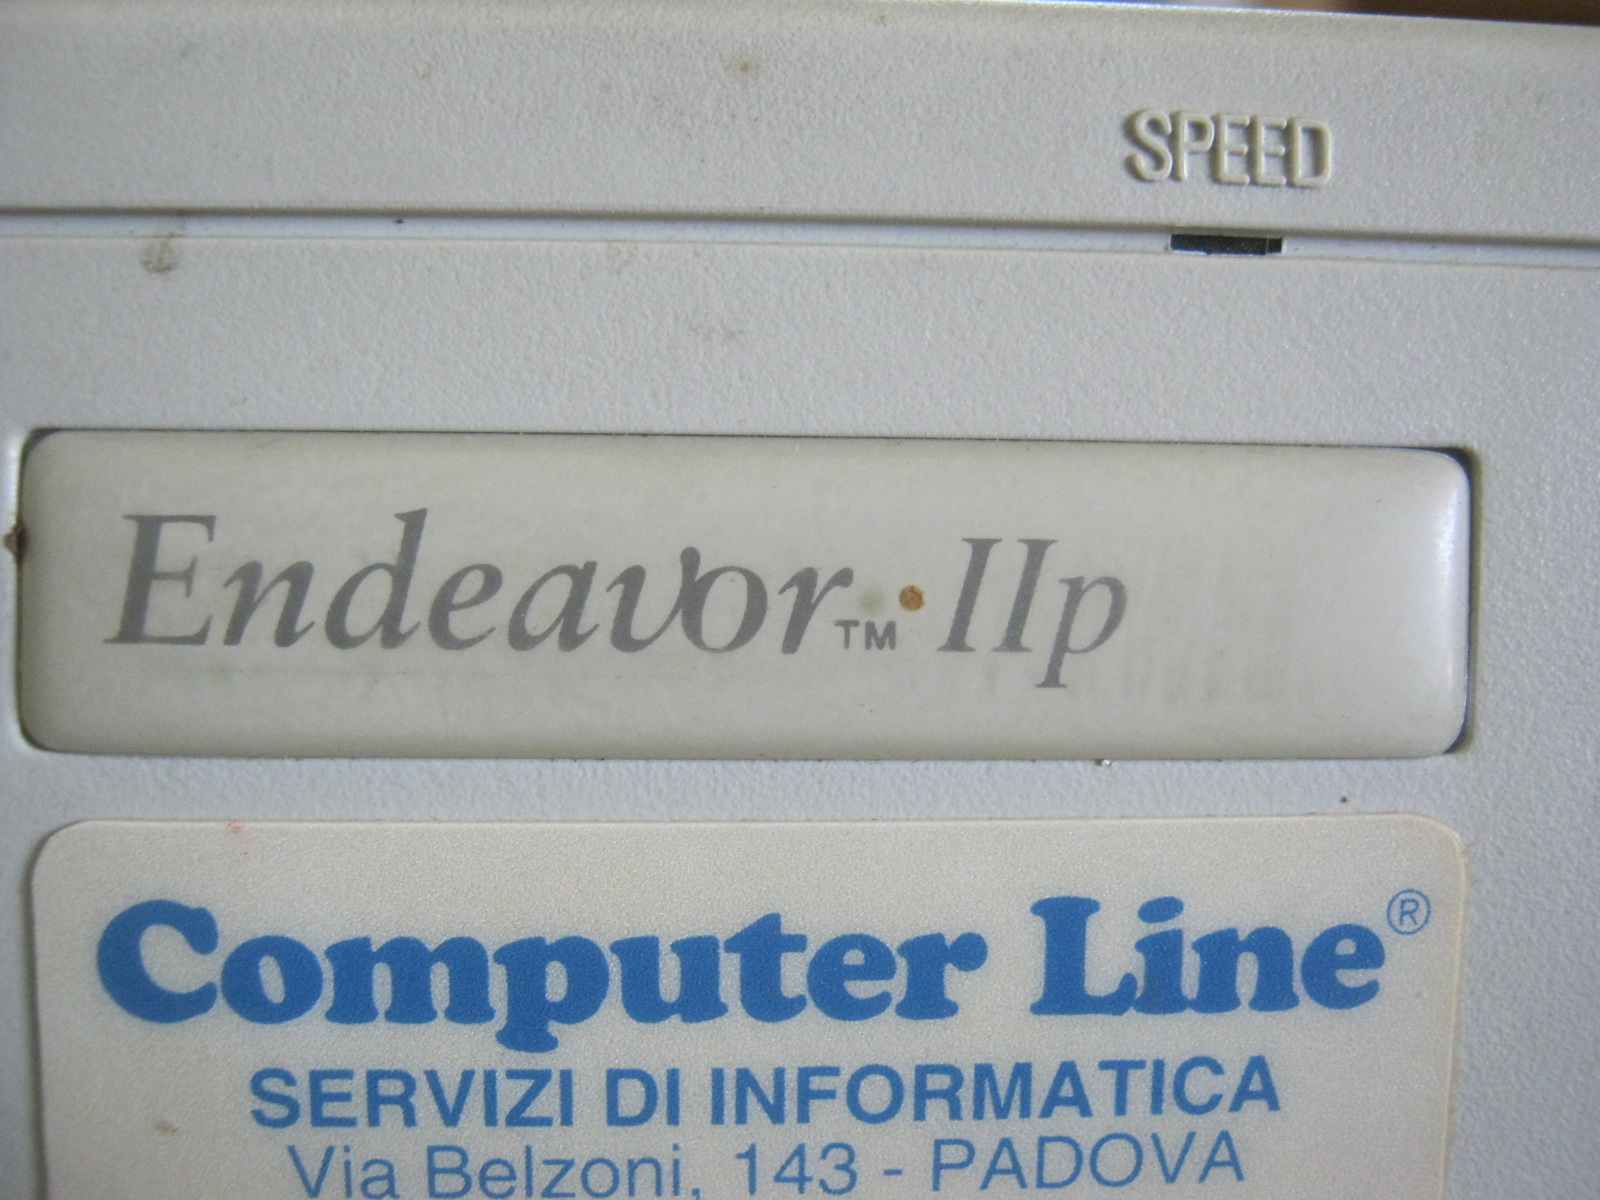 SPEED
Endeavor™ IIp
Computer Line®
SERVIZI DI INFORMATICA
Via Belzoni, 143 - PADOVA